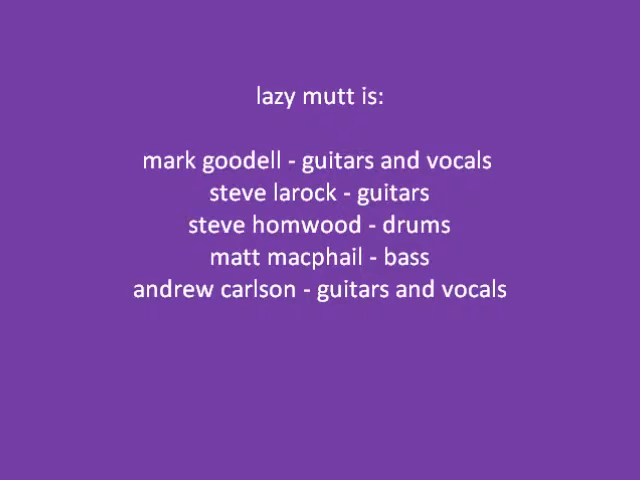 lazy mutt is:
mark goodell - guitars and vocals
steve larock - guitars
steve homwood - drums
matt macphail - bass
andrew carlson - guitars and vocals